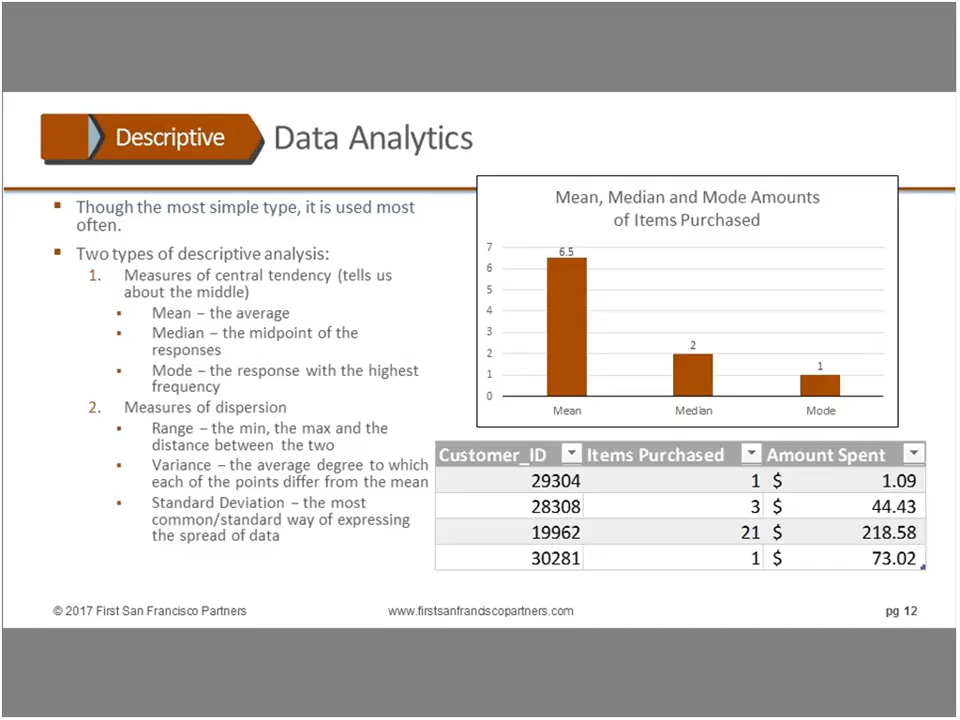 Descriptive Data Analytics
▪ Though the most simple type, it is used most
often.
▪ Two types of descriptive analysis:
1. Measures of central tendency (tells us
about the middle)
▪ Mean – the average
▪ Median – the midpoint of the
responses
▪ Mode – the response with the highest
frequency
2. Measures of dispersion
▪ Range – the min, the max and the
distance between the two
▪ Variance – the average degree to which
each of the points differ from the mean
▪ Standard Deviation – the most
common/standard way of expressing
the spread of data
Mean, Median and Mode Amounts
of Items Purchased
7
6
5
4
3
2
1
0
6.5
2
1
Mean Median Mode
Customer_ID Items Purchased Amount Spent
29304 1 $ 1.09
28308 3 $ 44.43
19962 21 $ 218.58
30281 1 $ 73.02
© 2017 First San Francisco Partners www.firstsanfranciscopartners.com pg 12